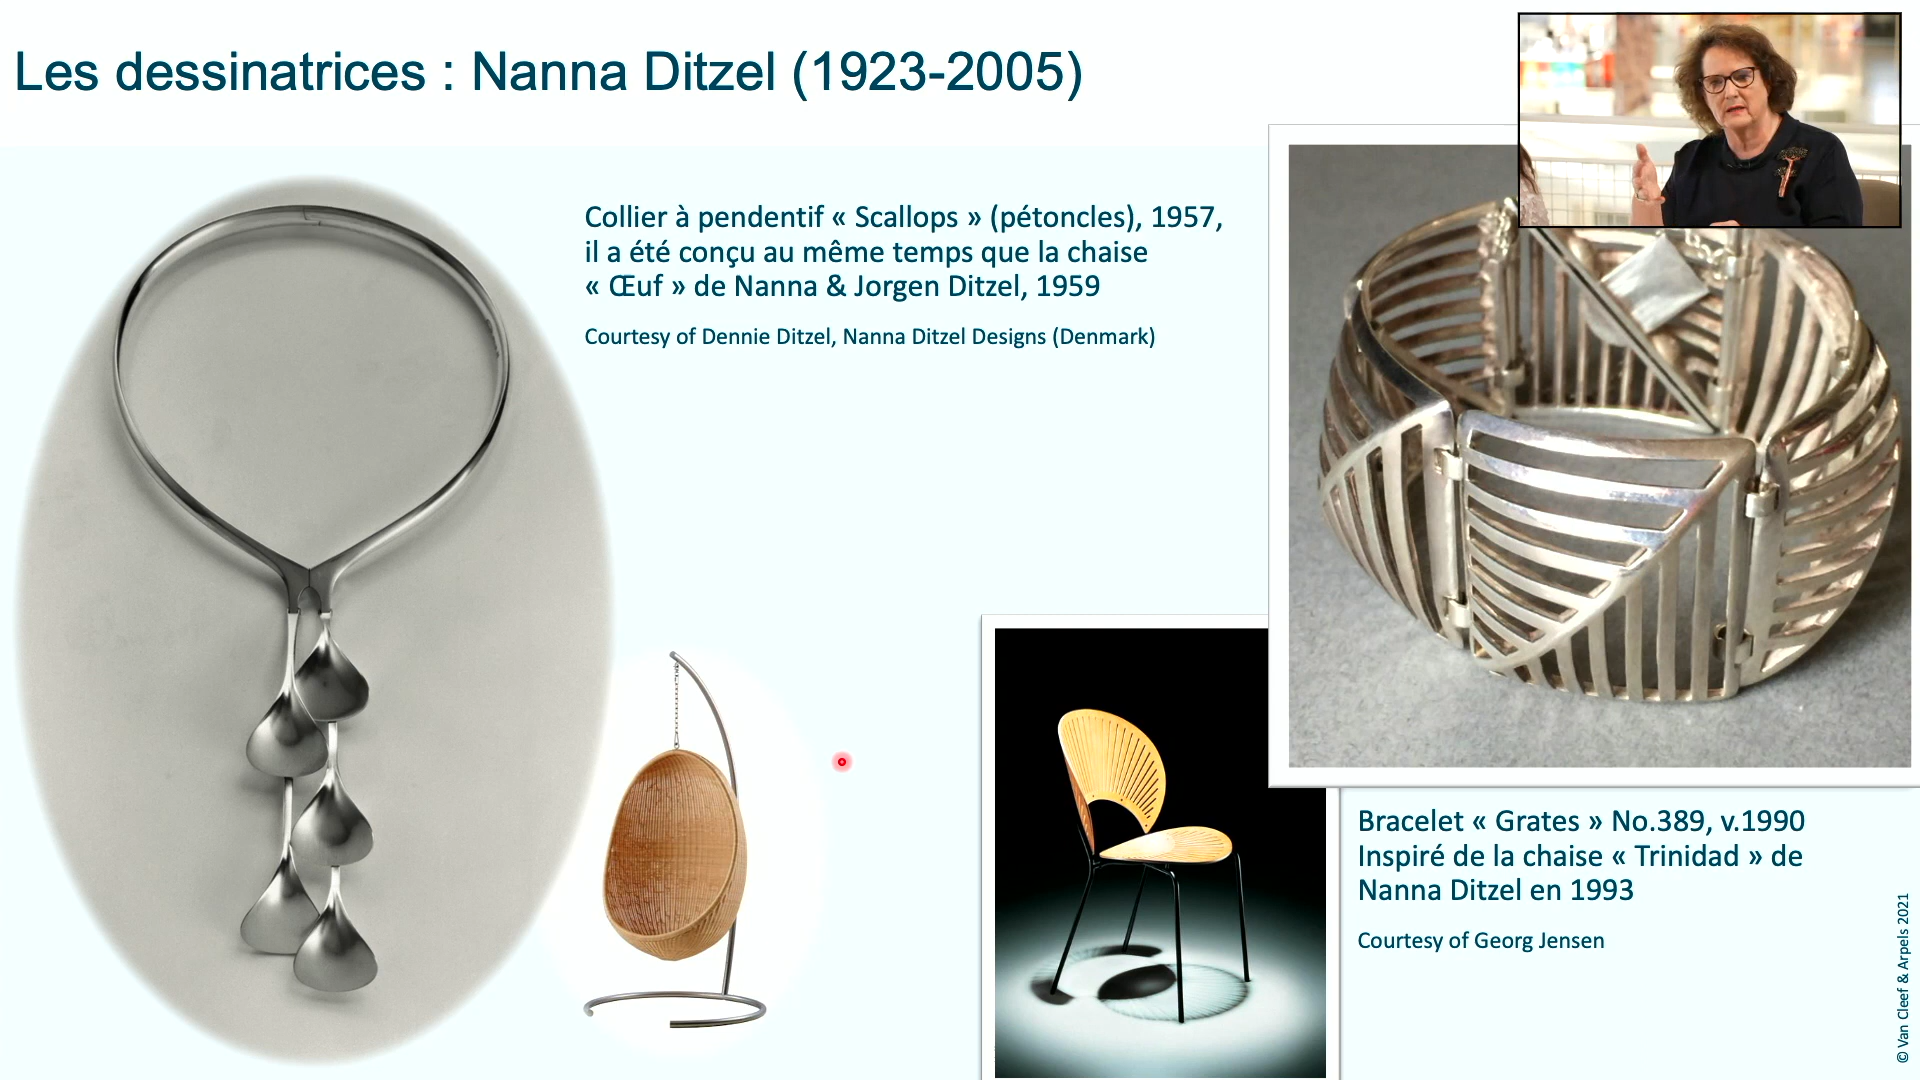 Les dessinatrices : Nanna Ditzel (1923-2005)
Collier à pendentif « Scallops » (pétoncles), 1957,
il a été conçu au même temps que la chaise
« Œuf » de Nanna & Jorgen Ditzel, 1959
Courtesy of Dennie Ditzel, Nanna Ditzel Designs (Denmark)
Bracelet « Grates » No.389, v.1990
Inspiré de la chaise « Trinidad » de
Nanna Ditzel en 1993
Courtesy of Georg Jensen
© Van Cleef & Arpels 2021